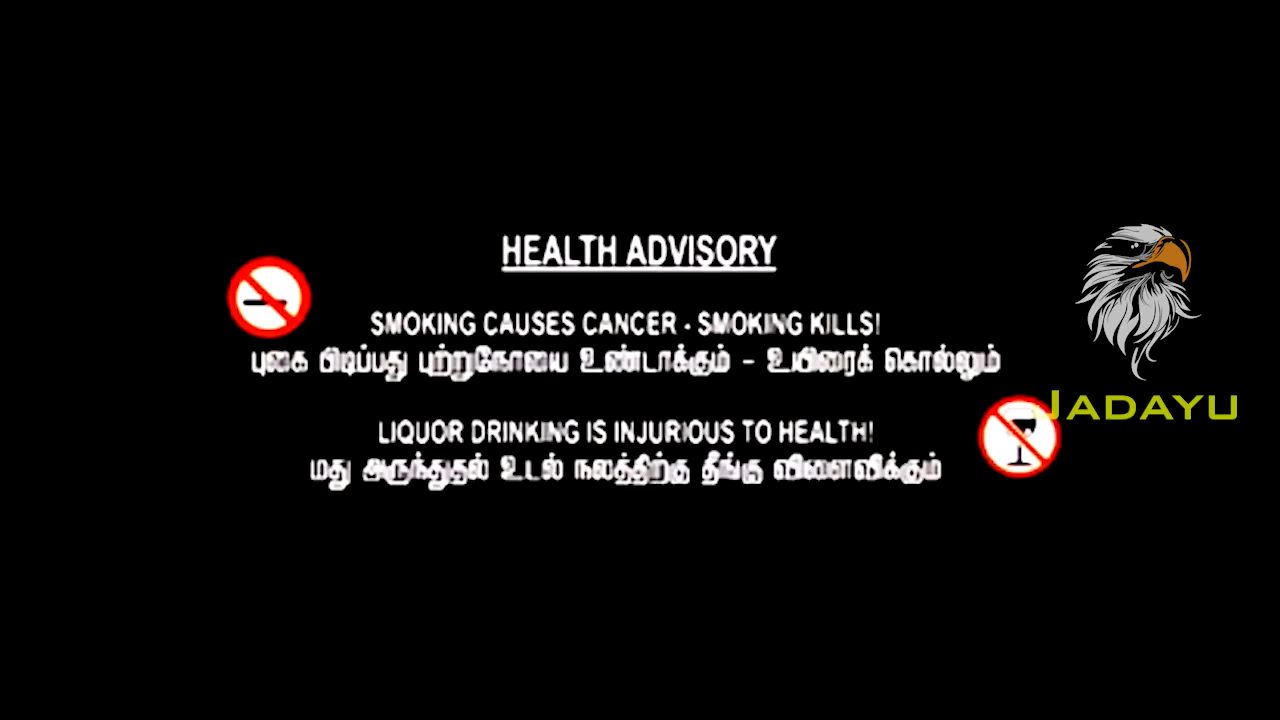 HEALTH ADVISORY
SMOKING CAUSES CANCER - SMOKING KILLS!
புகை பிடிப்பது புற்றுநோயை உண்டாக்கும் - உயிரைக் கொல்லும்
LIQUOR DRINKING IS INJURIOUS TO HEALTH!
மது அருந்துதல் உடல் நலத்திற்கு தீங்கு விளைவிக்கும்
JADAYU